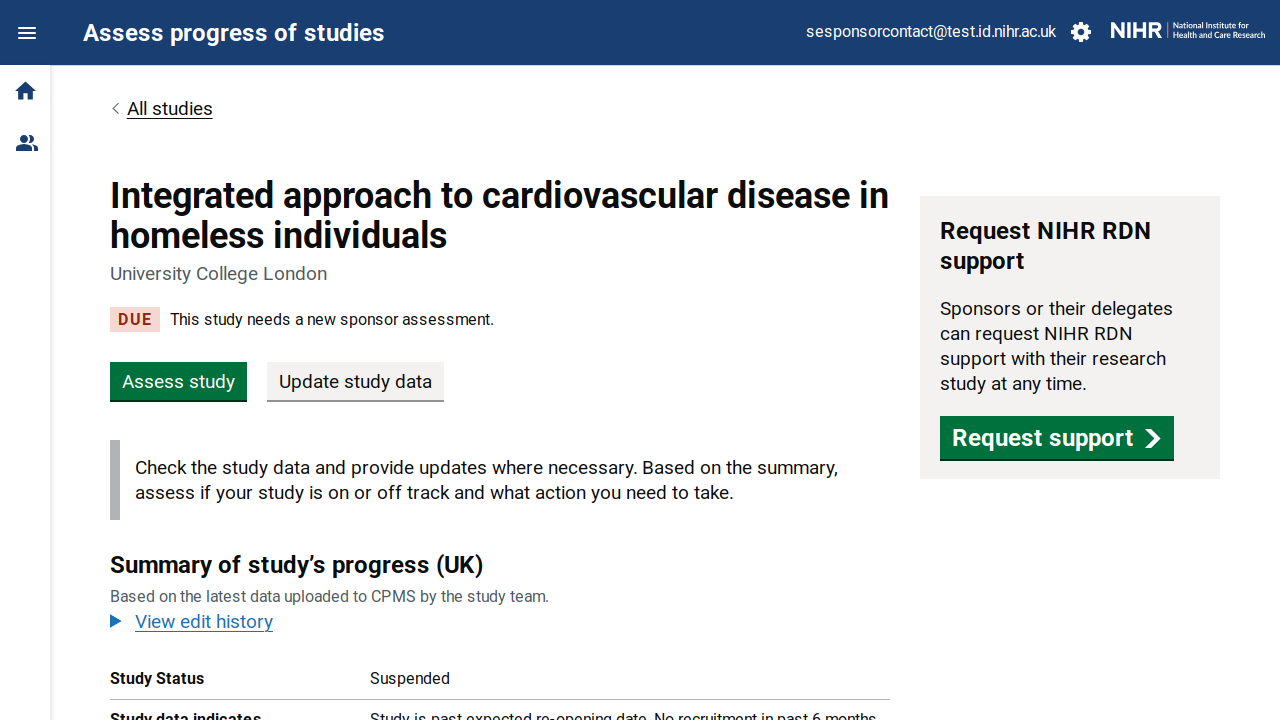 Assess progress of studies
sesponsorcontact@test.id.nihr.ac.uk
NIHR | National Institute for
Health and Care Research
All studies
Integrated approach to cardiovascular disease in
homeless individuals
University College London
DUE This study needs a new sponsor assessment.
Assess study
Update study data
Check the study data and provide updates where necessary. Based on the summary,
assess if your study is on or off track and what action you need to take.
Summary of study’s progress (UK)
Based on the latest data uploaded to CPMS by the study team.
View edit history
Study Status Suspended
Study data indicates Study is past expected re-opening date, No recruitment in past 6 months
Request NIHR RDN
support
Sponsors or their delegates
can request NIHR RDN
support with their research
study at any time.
Request support